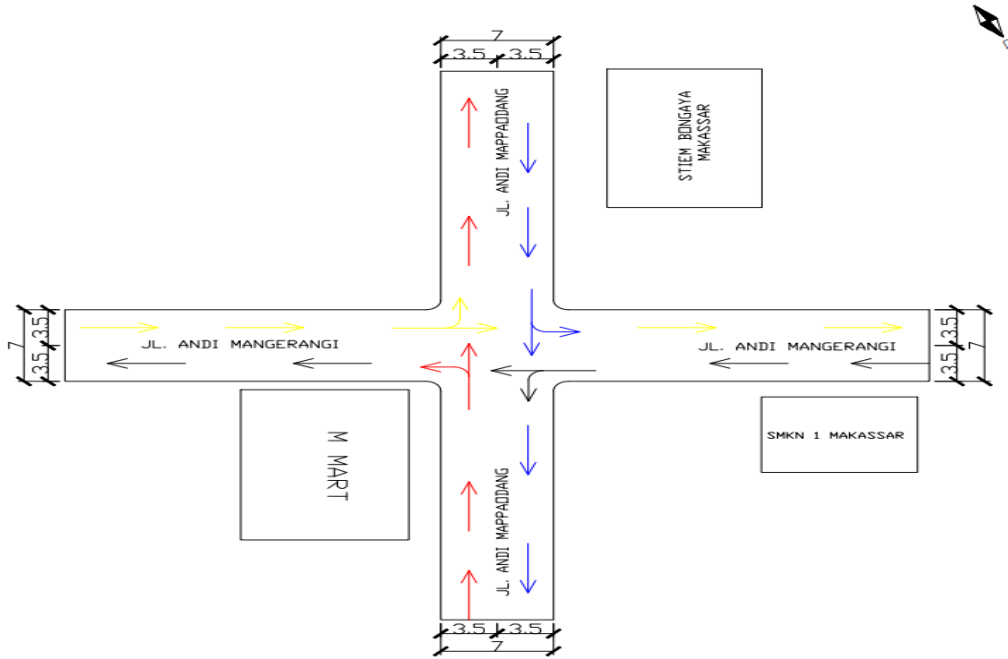 7
3.5 3.5
JL. ANDI MAPPAODANG
STIEM BONGAYA
MAKASSAR
7
3.5
3.5
JL. ANDI MANGERANGI
JL. ANDI MANGERANGI
3.5
3.5
7
M MART
SMKN 1 MAKASSAR
JL. ANDI MAPPAODANG
3.5 3.5
7